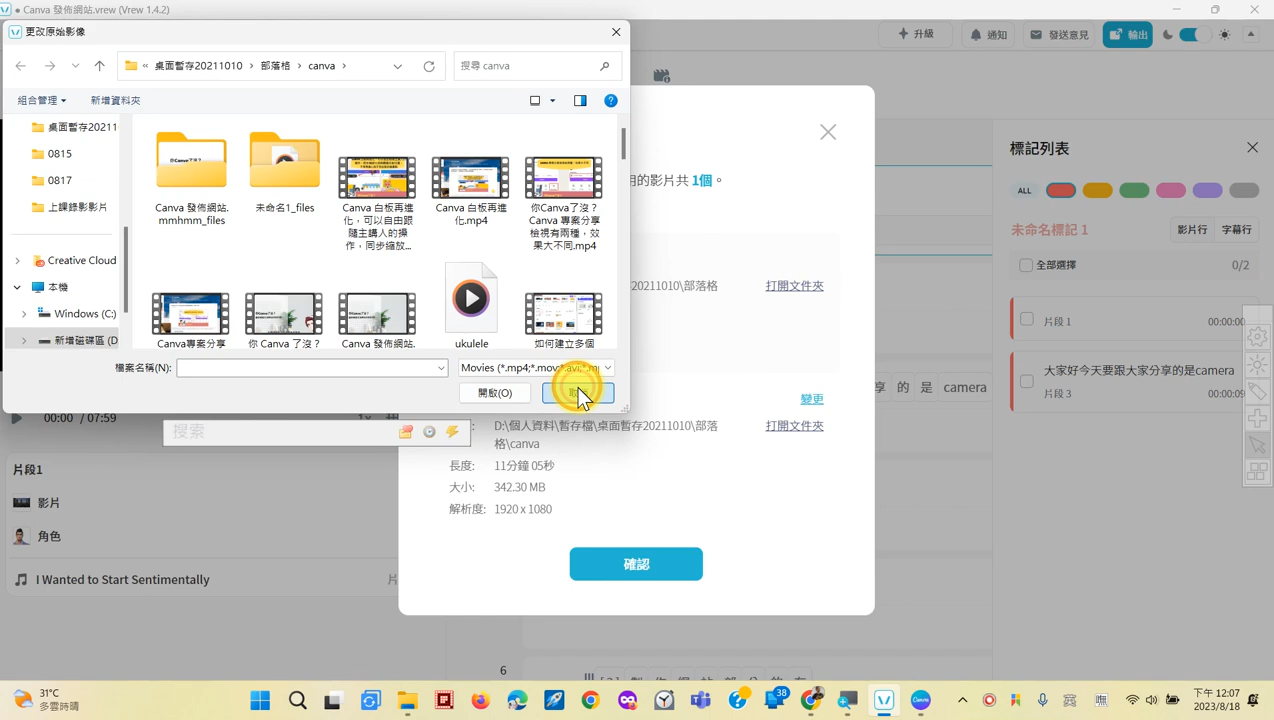 ● Canva 發佈網站.vrew (Vrew 1.4.2)
更改原始影像
« 桌面暫存20211010 › 部落格 › canva ›
搜尋 canva
組合管理
新增資料夾
桌面暫存20211
0815
0817
上課錄影影片
Creative Cloud
本機
Windows (C:)
新增磁碟區 (D
Canva 發佈網站.
mmhmm_files
未命名1_files
Canva 白板再進
化，可以自由跟
隨主講人的操
作，同步縮放...
Canva 白板再進
化.mp4
你Canva了沒？
Canva 專案分享
檢視有兩種，效
果大不同.mp4
Canva專案分享
你 Canva 了沒？
Canva 發佈網站.
ukulele
如何建立多個
檔案名稱(N):
Movies (*.mp4;*.mov;*.avi;*.m
開啟(O)
升級
通知
發送意見
輸出
用的影片共 1個。
20211010\部落格
打開文件夾
變更
D:\個人資料\暫存檔\桌面暫存20211010\部落
格\canva
打開文件夾
長度: 11分鐘 05秒
大小: 342.30 MB
解析度: 1920 x 1080
確認
標記列表
ALL
未命名標記 1
影片行
字幕行
全部選擇
0/2
片段 1
00:00:00
大家好今天要跟大家分享的是camera
片段 3
00:00:09
享 的 是 camera
00:00 / 07:59
1x
搜索
片段1
影片
角色
I Wanted to Start Sentimentally
片
6
31°C
多雲時晴
38
下午 12:07
2023/8/18